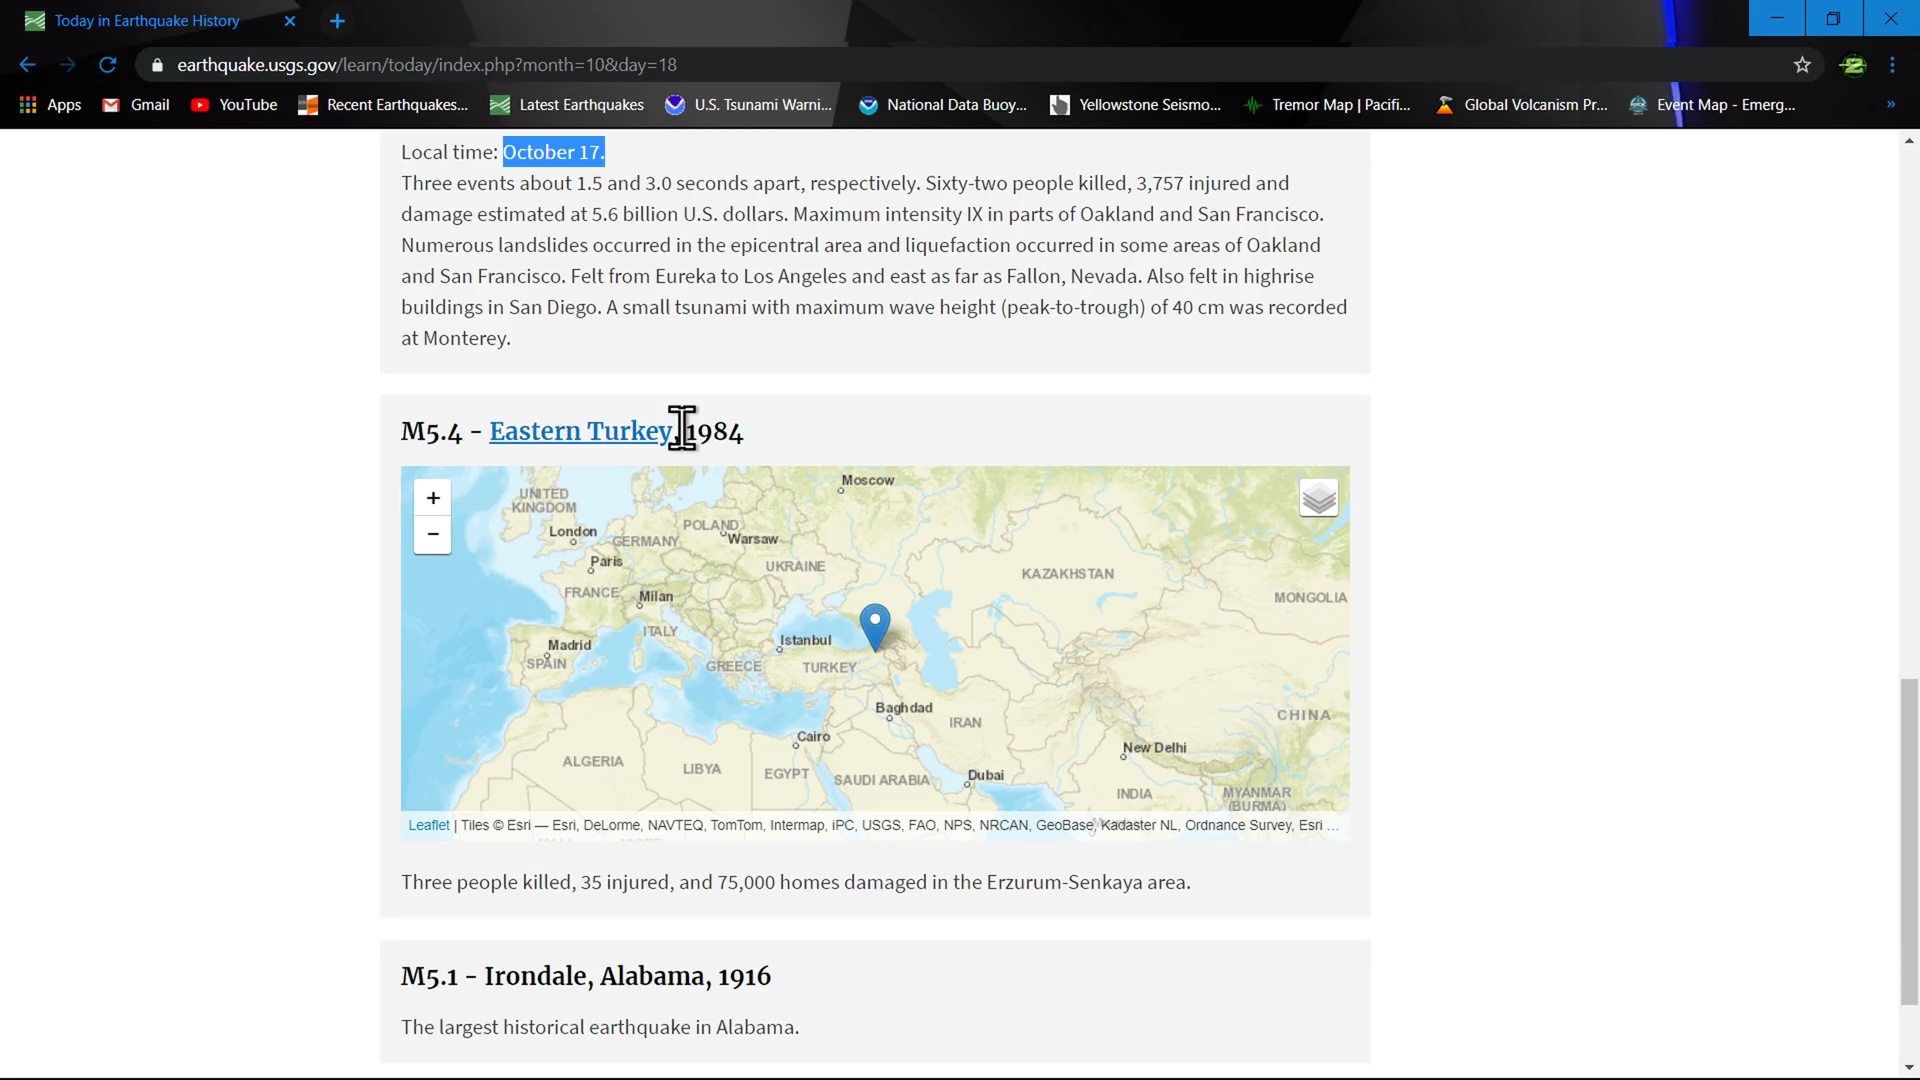 Today in Earthquake History
earthquake.usgs.gov/learn/today/index.php?month=10&day=18
Apps Gmail YouTube Recent Earthquakes... Latest Earthquakes U.S. Tsunami Warni... National Data Buoy... Yellowstone Seismo... Tremor Map | Pacifi... Global Volcanism Pr... Event Map - Emerg... »
Local time: October 17.
Three events about 1.5 and 3.0 seconds apart, respectively. Sixty-two people killed, 3,757 injured and
damage estimated at 5.6 billion U.S. dollars. Maximum intensity IX in parts of Oakland and San Francisco.
Numerous landslides occurred in the epicentral area and liquefaction occurred in some areas of Oakland
and San Francisco. Felt from Eureka to Los Angeles and east as far as Fallon, Nevada. Also felt in highrise
buildings in San Diego. A small tsunami with maximum wave height (peak-to-trough) of 40 cm was recorded
at Monterey.
M5.4 - Eastern Turkey, 1984
+
−
Moscow
UNITED
KINGDOM
London
POLAND
Warsaw
GERMANY
Paris
UKRAINE
KAZAKHSTAN
FRANCE
Milan
MONGOLIA
ITALY
Istanbul
Madrid
SPAIN
GREECE
TURKEY
Baghdad
IRAN
CHINA
Cairo
New Delhi
ALGERIA
LIBYA
EGYPT
SAUDI ARABIA
Dubai
INDIA
MYANMAR
(BURMA)
Leaflet | Tiles © Esri — Esri, DeLorme, NAVTEQ, TomTom, Intermap, iPC, USGS, FAO, NPS, NRCAN, GeoBase, Kadaster NL, Ordnance Survey, Esri ...
Three people killed, 35 injured, and 75,000 homes damaged in the Erzurum-Senkaya area.
M5.1 - Irondale, Alabama, 1916
The largest historical earthquake in Alabama.